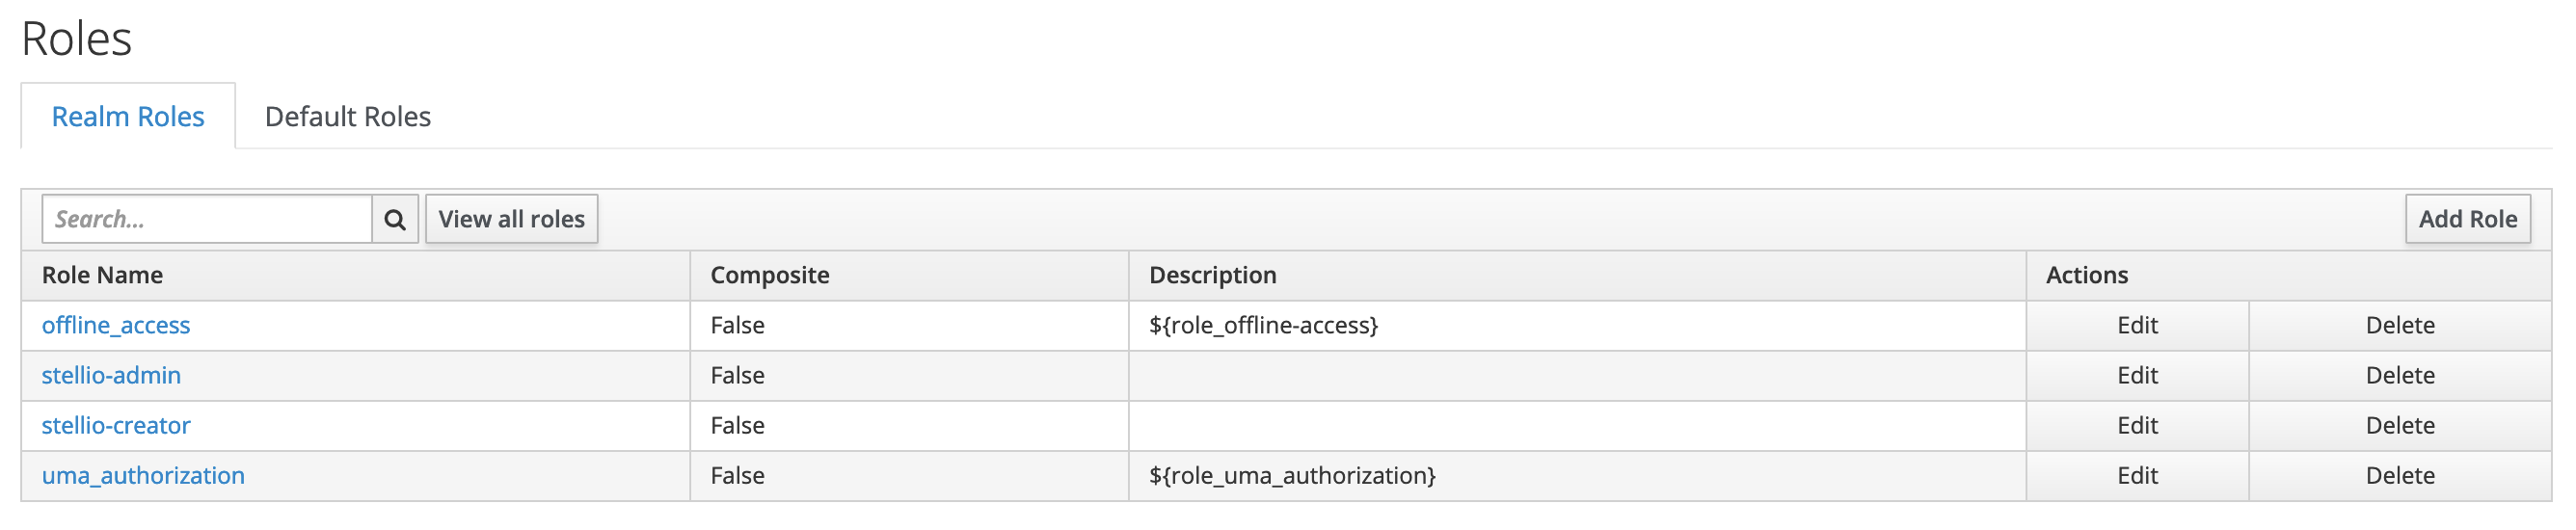 Roles
Realm Roles Default Roles
Search... View all roles Add Role
Role Name Composite Description Actions
offline_access False ${role_offline-access} Edit Delete
stellio-admin False Edit Delete
stellio-creator False Edit Delete
uma_authorization False ${role_uma_authorization} Edit Delete